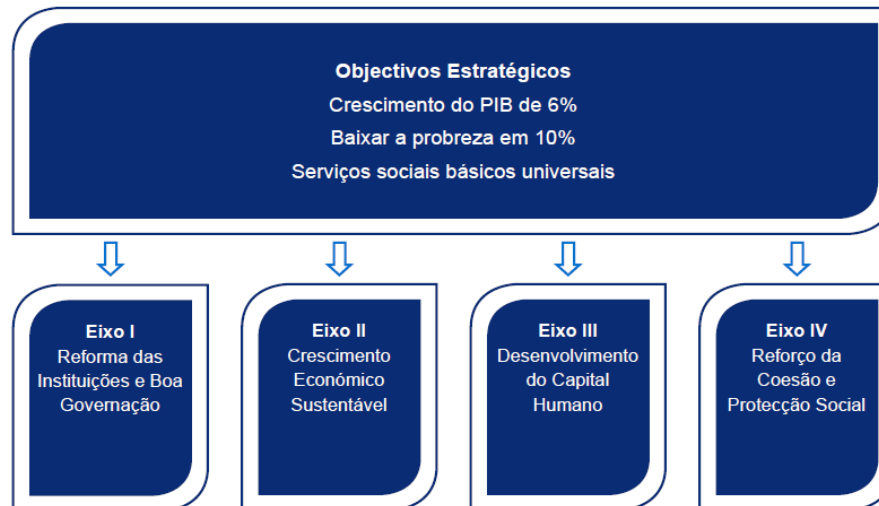 Objectivos Estratégicos
Crescimento do PIB de 6%
Baixar a probreza em 10%
Serviços sociais básicos universais
Eixo I
Reforma das
Instituições e Boa
Governação
Eixo II
Crescimento
Económico
Sustentável
Eixo III
Desenvolvimento
do Capital
Humano
Eixo IV
Reforço da
Coesão e
Protecção Social